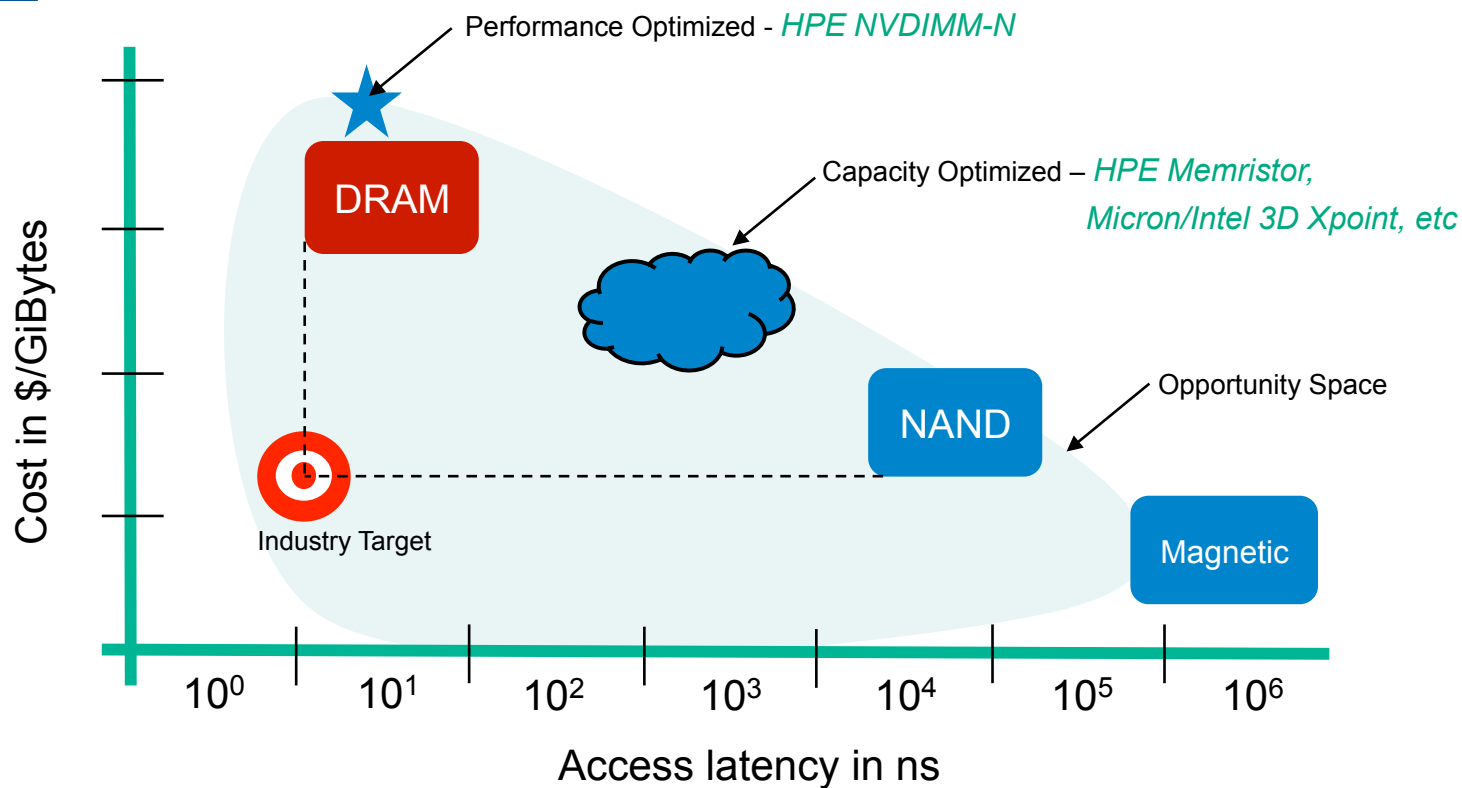 Performance Optimized - HPE NVDIMM-N
DRAM
Capacity Optimized – HPE Memristor,
Micron/Intel 3D Xpoint, etc
Cost in $/GiBytes
Opportunity Space
NAND
Industry Target
Magnetic
10⁰ 10¹ 10² 10³ 10⁴ 10⁵ 10⁶
Access latency in ns